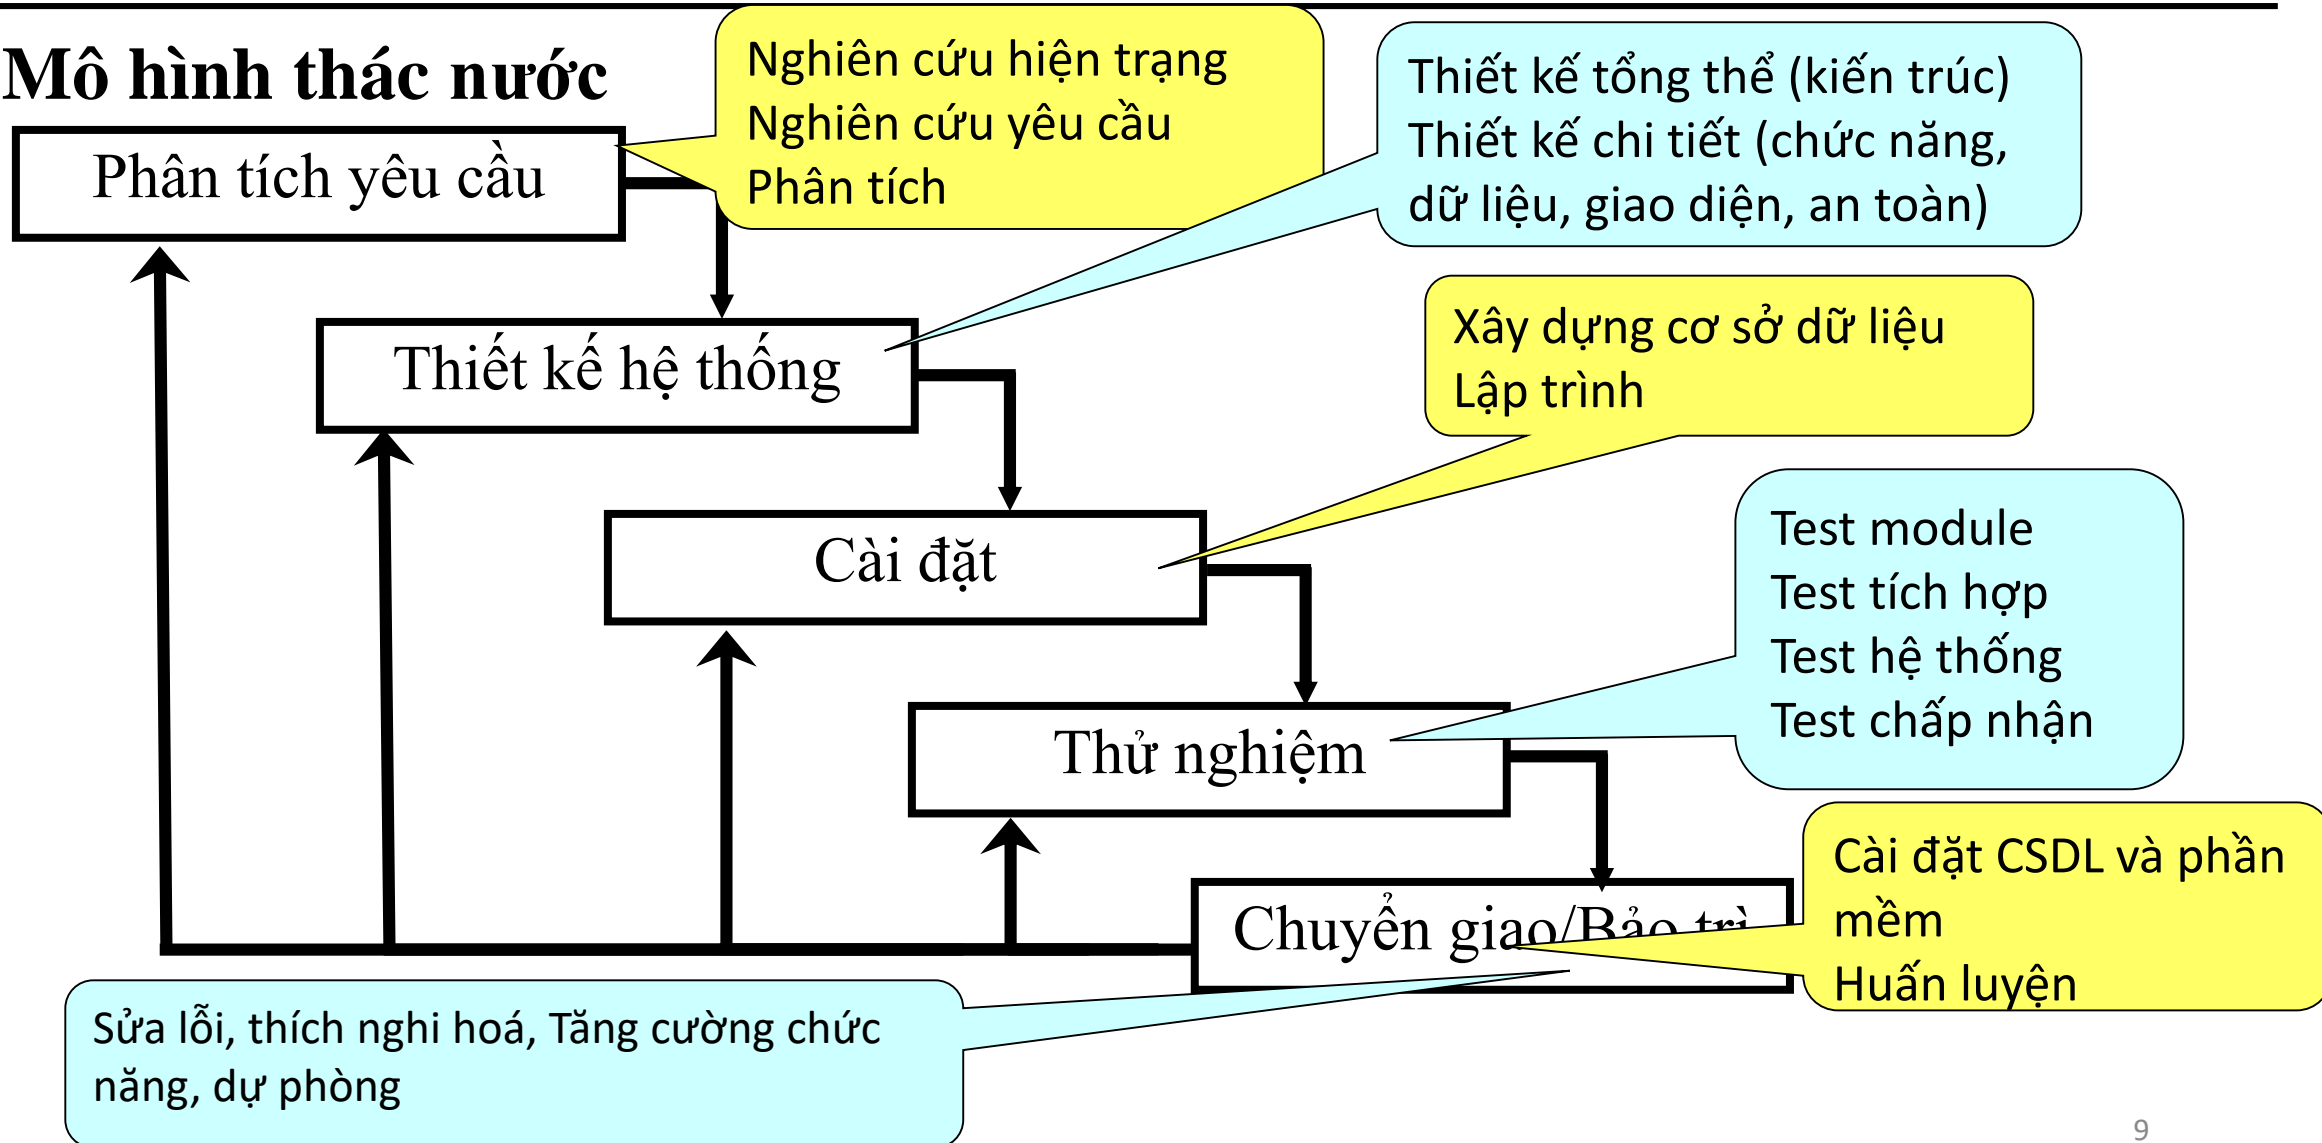 Mô hình thác nước
Nghiên cứu hiện trạng
Nghiên cứu yêu cầu
Phân tích
Thiết kế tổng thể (kiến trúc)
Thiết kế chi tiết (chức năng,
dữ liệu, giao diện, an toàn)
Phân tích yêu cầu
Thiết kế hệ thống
Xây dựng cơ sở dữ liệu
Lập trình
Cài đặt
Test module
Test tích hợp
Test hệ thống
Test chấp nhận
Thử nghiệm
Cài đặt CSDL và phần
mềm
Huấn luyện
Chuyển giao/Bảo trì
Sửa lỗi, thích nghi hoá, Tăng cường chức
năng, dự phòng
9